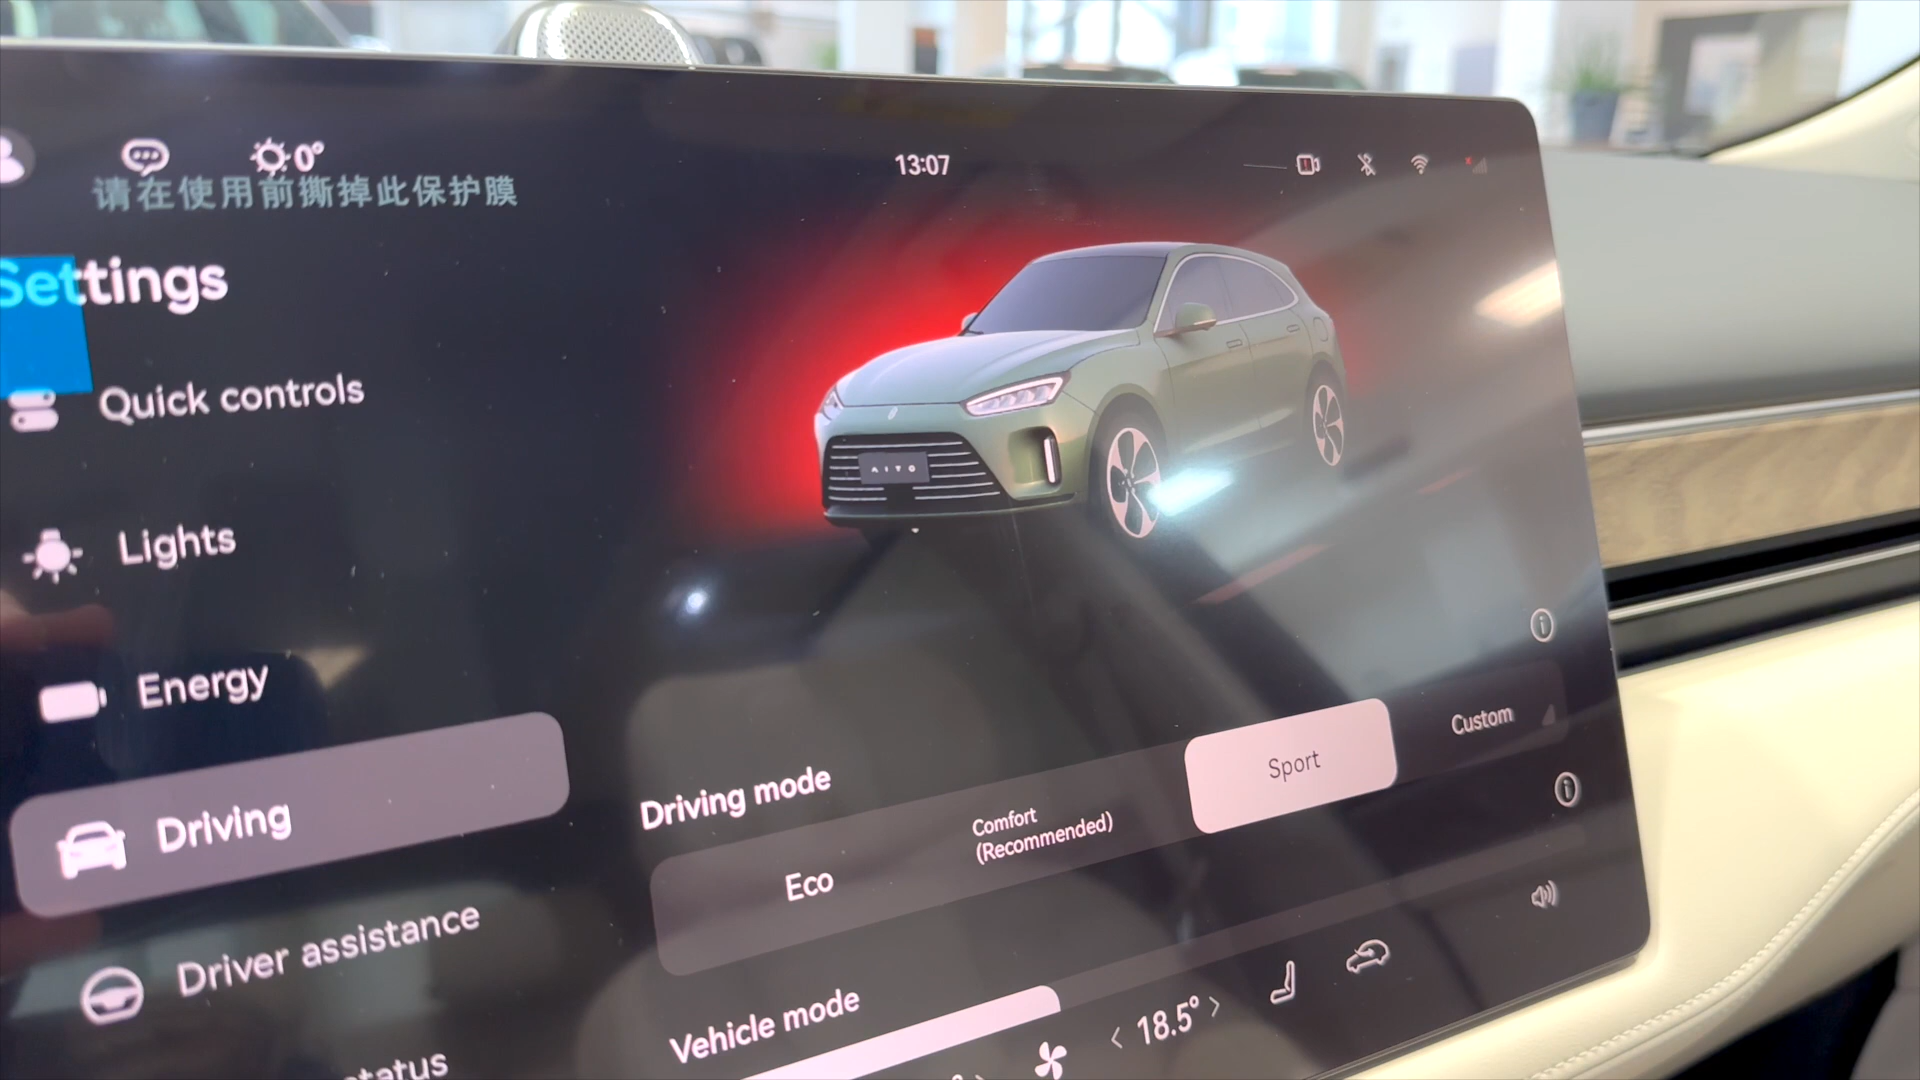 0°
13:07
请在使用前撕掉此保护膜
Settings
Quick controls
Lights
Energy
Driving
Driver assistance
AITO
Driving mode
Eco
Comfort
(Recommended)
Sport
Custom
Vehicle mode
< 18.5° >